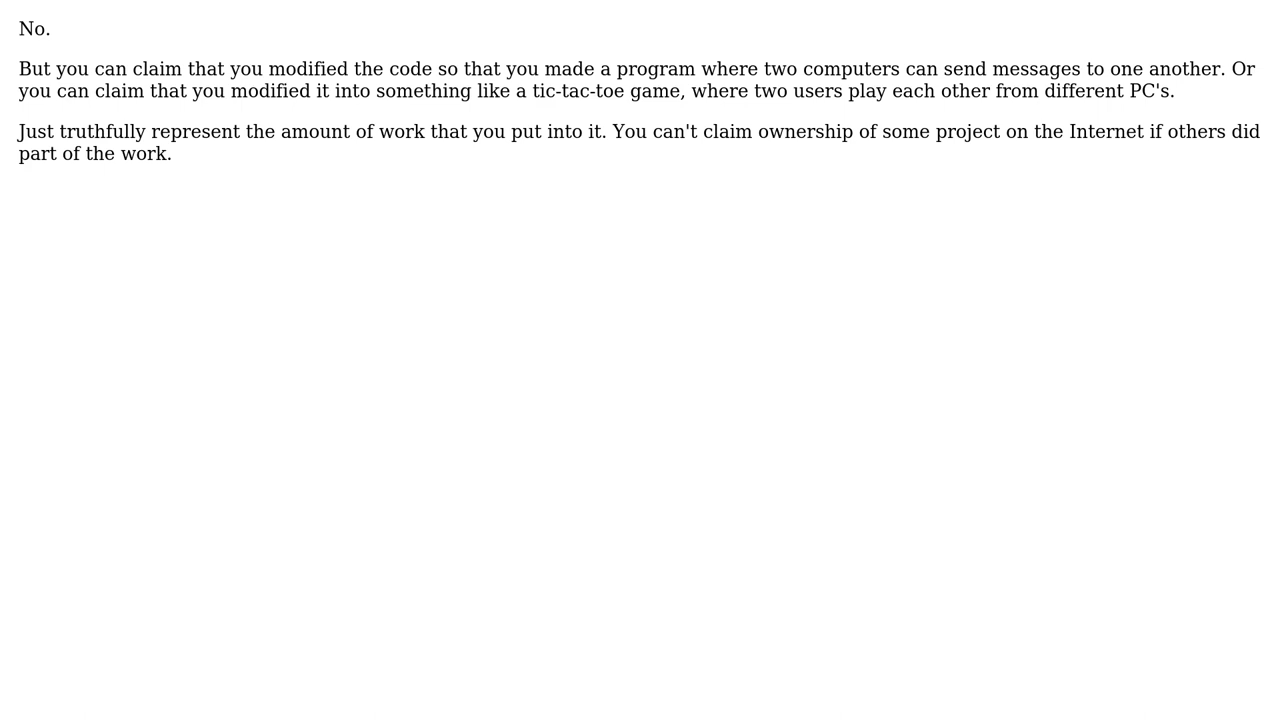 No.
But you can claim that you modified the code so that you made a program where two computers can send messages to one another. Or
you can claim that you modified it into something like a tic-tac-toe game, where two users play each other from different PC's.
Just truthfully represent the amount of work that you put into it. You can't claim ownership of some project on the Internet if others did
part of the work.